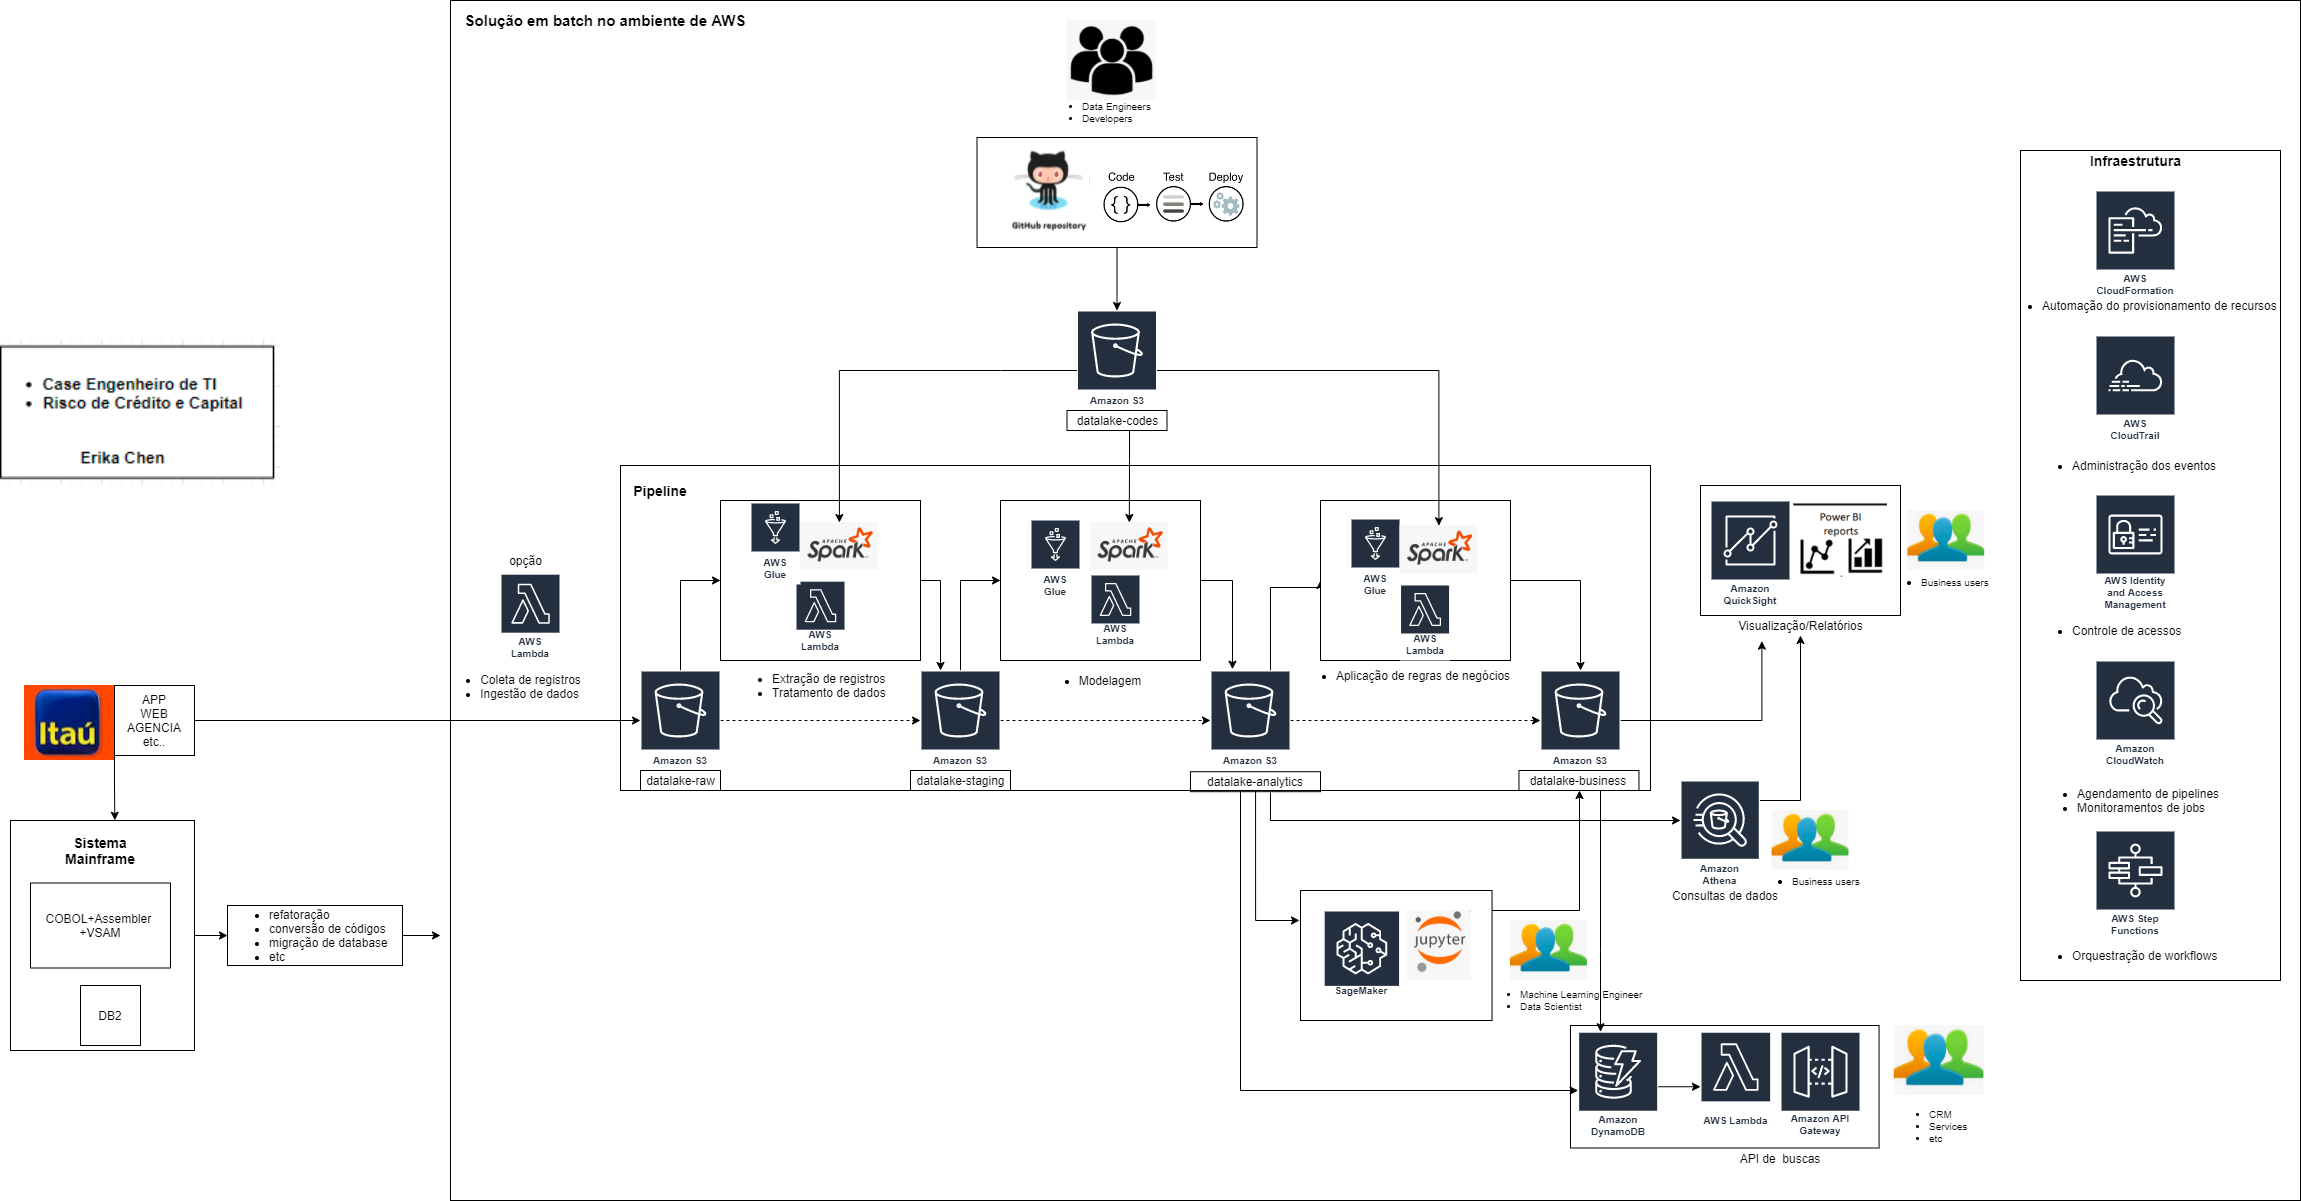 Solução em batch no ambiente de AWS
Data Engineers
Developers
GitHub repository
Code
Test
Deploy
Amazon S3
datalake-codes
Case Engenheiro de TI
Risco de Crédito e Capital
Erika Chen
Itaú
APP
WEB
AGENCIA
etc..
Sistema
Mainframe
COBOL+Assembler
+VSAM
DB2
refatoração
conversão de códigos
migração de database
etc
opção
AWS
Lambda
Coleta de registros
Ingestão de dados
Pipeline
AWS
Glue
APACHE
Spark
AWS
Lambda
Extração de registros
Tratamento de dados
AWS
Glue
APACHE
Spark
AWS
Lambda
Modelagem
AWS
Glue
APACHE
Spark
AWS
Lambda
Aplicação de regras de negócios
Amazon S3
datalake-raw
Amazon S3
datalake-staging
Amazon S3
datalake-analytics
Amazon S3
datalake-business
Amazon
QuickSight
Power BI
reports
Business users
Visualização/Relatórios
Amazon
Athena
Consultas de dados
Business users
SageMaker
jupyter
Machine Learning Engineer
Data Scientist
Amazon
DynamoDB
AWS Lambda
Amazon API
Gateway
API de buscas
CRM
Services
etc
Infraestrutura
AWS
CloudFormation
Automação do provisionamento de recursos
AWS
CloudTrail
Administração dos eventos
AWS Identity
and Access
Management
Controle de acessos
Amazon
CloudWatch
Agendamento de pipelines
Monitoramentos de jobs
AWS Step
Functions
Orquestração de workflows